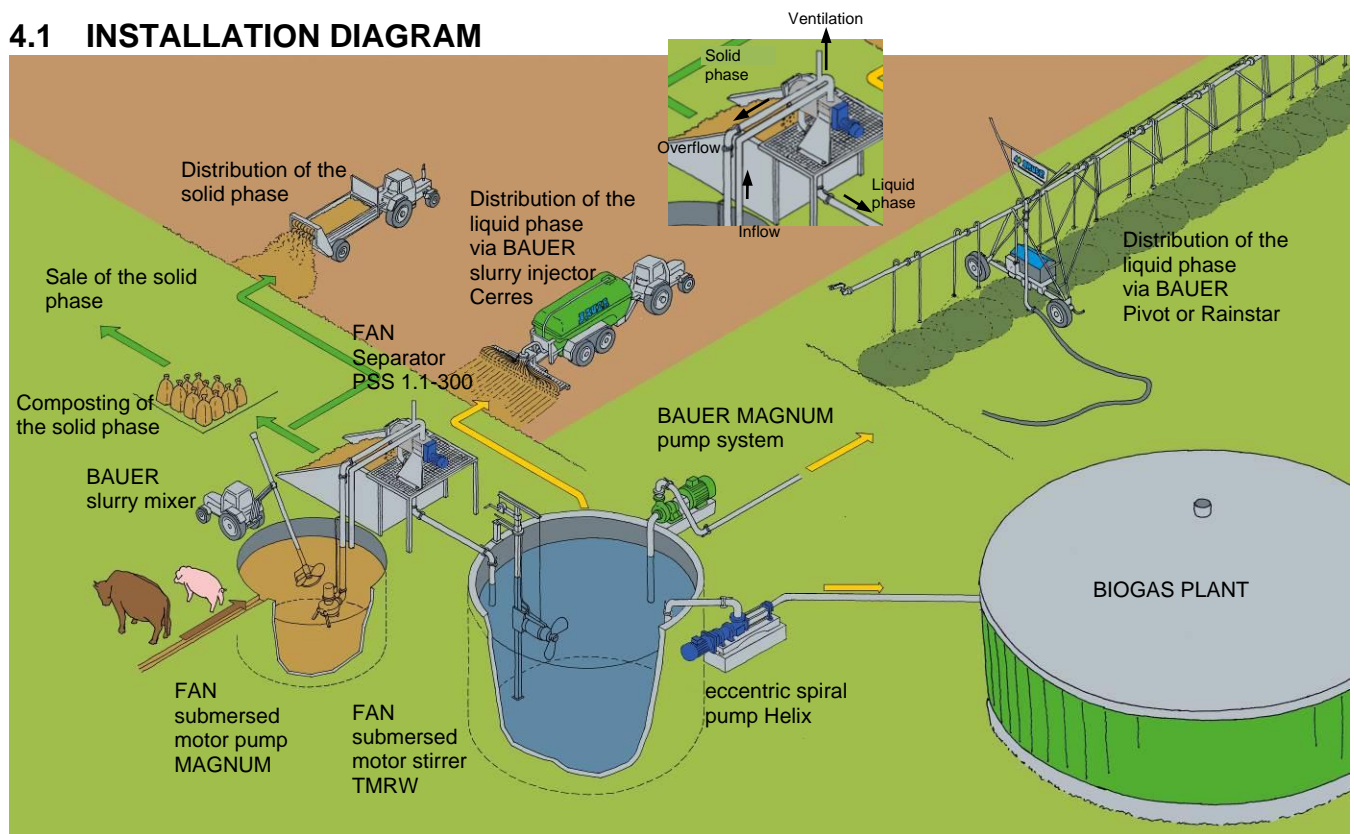 4.1 INSTALLATION DIAGRAM
Ventilation
Solid
phase
Overflow
Liquid
phase
Inflow
Distribution of the
solid phase
Distribution of the
liquid phase
via BAUER
slurry injector
Cerres
Distribution of the
liquid phase
via BAUER
Pivot or Rainstar
Sale of the solid
phase
FAN
Separator
PSS 1.1-300
Composting of
the solid phase
BAUER MAGNUM
pump system
BAUER
slurry mixer
BIOGAS PLANT
FAN
submersed
motor pump
MAGNUM
FAN
submersed
motor stirrer
TMRW
eccentric spiral
pump Helix
BAUER
BAUER